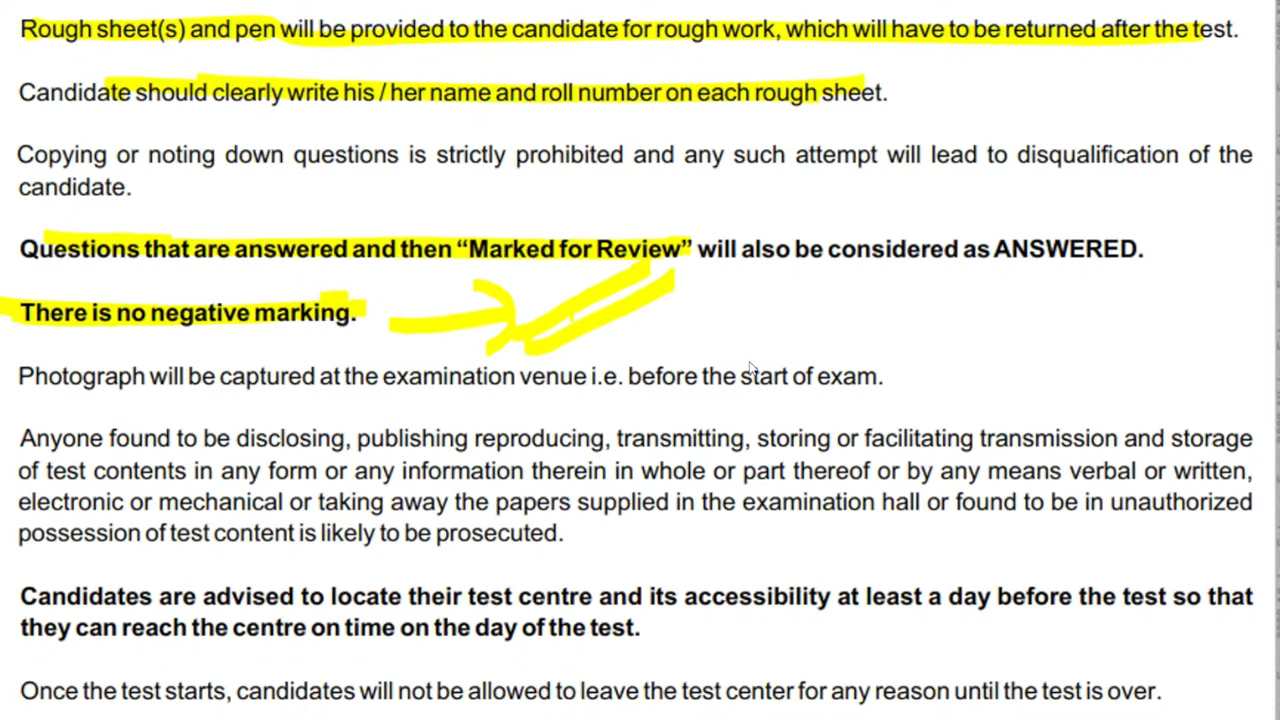 Rough sheet(s) and pen will be provided to the candidate for rough work, which will have to be returned after the test.
Candidate should clearly write his / her name and roll number on each rough sheet.
Copying or noting down questions is strictly prohibited and any such attempt will lead to disqualification of the
candidate.
Questions that are answered and then “Marked for Review” will also be considered as ANSWERED.
There is no negative marking.
Photograph will be captured at the examination venue i.e. before the start of exam.
Anyone found to be disclosing, publishing reproducing, transmitting, storing or facilitating transmission and storage
of test contents in any form or any information therein in whole or part thereof or by any means verbal or written,
electronic or mechanical or taking away the papers supplied in the examination hall or found to be in unauthorized
possession of test content is likely to be prosecuted.
Candidates are advised to locate their test centre and its accessibility at least a day before the test so that
they can reach the centre on time on the day of the test.
Once the test starts, candidates will not be allowed to leave the test center for any reason until the test is over.